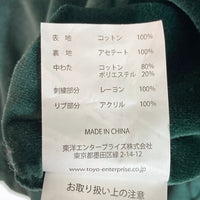 表　地　コットン　100%
裏　地　アセテート　100%
中わた　コットン　80%
ポリエステル　20%
刺繍部分　レーヨン　100%
リブ部分　アクリル　100%
MADE IN CHINA
東洋エンタープライズ株式会社
東京都墨田区緑 2-14-12
www.toyo-enterprise.co.jp
お取り扱い上の注意